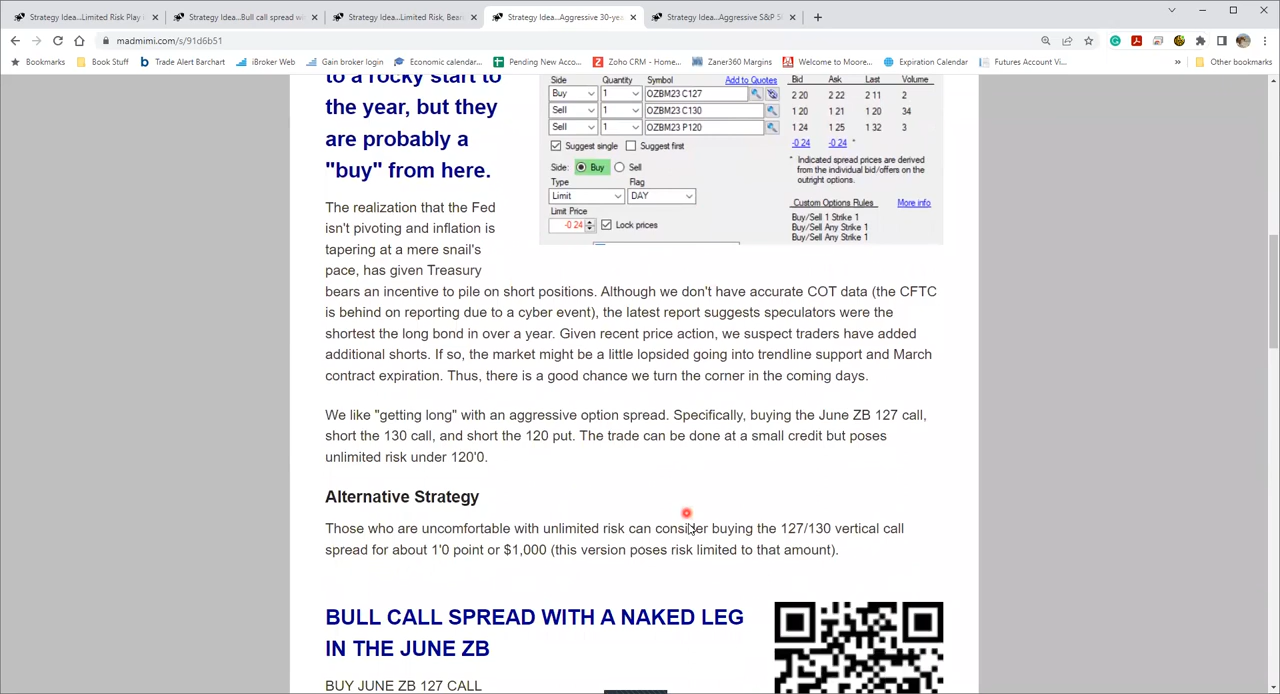 Strategy Idea...Limited Risk Play
Strategy Idea...Bull call spread wi
Strategy Idea...Limited Risk, Bear
Strategy Idea...Aggressive 30-yea
Strategy Idea...Aggressive S&P 5
madmimi.com/s/91d6b51
Bookmarks
Book Stuff
Trade Alert Barchart
iBroker Web
Gain broker login
Economic calendar...
Pending New Acco...
Zoho CRM - Home...
Zaner360 Margins
Welcome to Moore...
Expiration Calendar
Futures Account Vi...
»
Other bookmarks
to a rocky start to
the year, but they
are probably a
"buy" from here.
Side Quantity Symbol Add to Quotes Bid Ask Last Volume
Buy 1 OZBM23 C127 2 20 2 22 2 11 2
Sell 1 OZBM23 C130 1 20 1 21 1 20 34
Sell 1 OZBM23 P120 1 24 1 25 1 32 3
Suggest single Suggest first -0 24 -0 24 *
Side: Buy Sell
* Indicated spread prices are derived
from the individual bid/offers on the
outright options.
Type Flag
Limit DAY
Custom Options Rules More info
Limit Price
-0 24 Lock prices
Buy/Sell 1 Strike 1
Buy/Sell Any Strike 1
Buy/Sell Any Strike 1
The realization that the Fed
isn't pivoting and inflation is
tapering at a mere snail's
pace, has given Treasury
bears an incentive to pile on short positions. Although we don't have accurate COT data (the CFTC
is behind on reporting due to a cyber event), the latest report suggests speculators were the
shortest the long bond in over a year. Given recent price action, we suspect traders have added
additional shorts. If so, the market might be a little lopsided going into trendline support and March
contract expiration. Thus, there is a good chance we turn the corner in the coming days.
We like "getting long" with an aggressive option spread. Specifically, buying the June ZB 127 call,
short the 130 call, and short the 120 put. The trade can be done at a small credit but poses
unlimited risk under 120'0.
Alternative Strategy
Those who are uncomfortable with unlimited risk can consider buying the 127/130 vertical call
spread for about 1'0 point or $1,000 (this version poses risk limited to that amount).
BULL CALL SPREAD WITH A NAKED LEG
IN THE JUNE ZB
BUY JUNE ZB 127 CALL